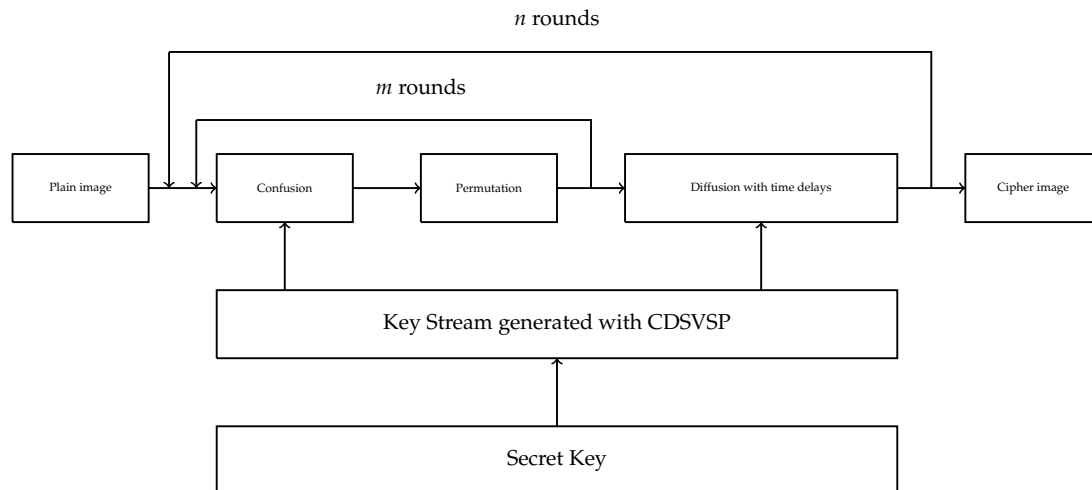 n rounds
m rounds
Plain image
Confusion
Permutation
Diffusion with time delays
Cipher image
Key Stream generated with CDSVSP
Secret Key